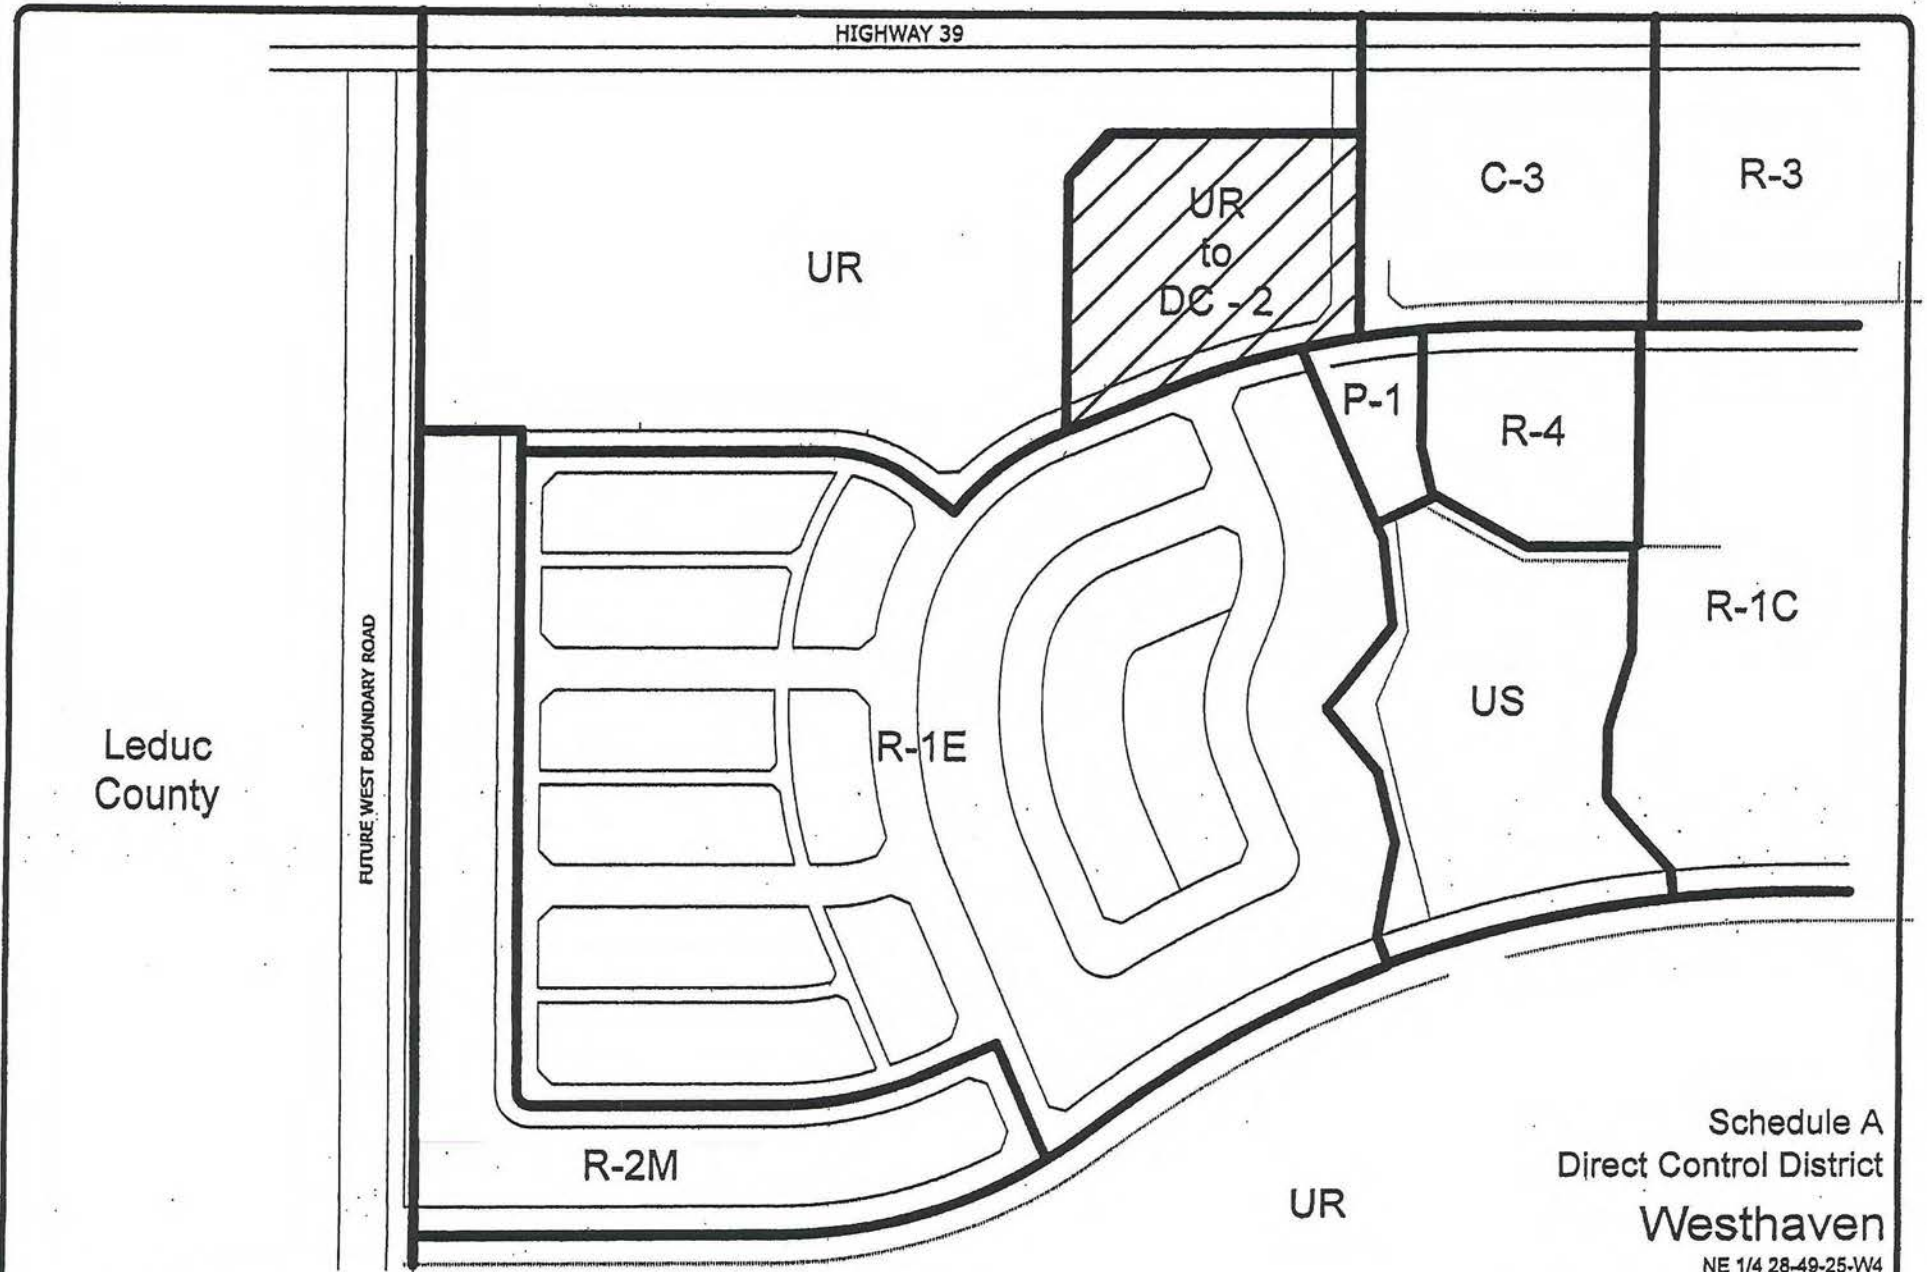 HIGHWAY 39
C-3
R-3
UR
to
DC - 2
UR
P-1
R-4
R-1C
US
R-1E
Leduc
County
FUTURE WEST BOUNDARY ROAD
R-2M
UR
Schedule A
Direct Control District
Westhaven
NE 1/4 28-49-25-W4